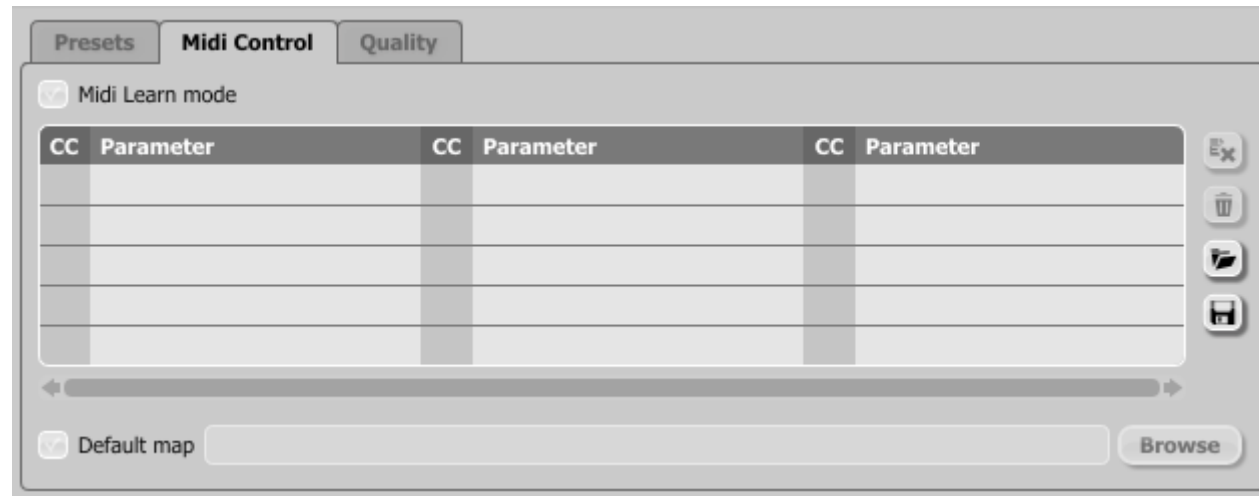 Presets Midi Control Quality
Midi Learn mode
CC Parameter CC Parameter CC Parameter
Default map Browse